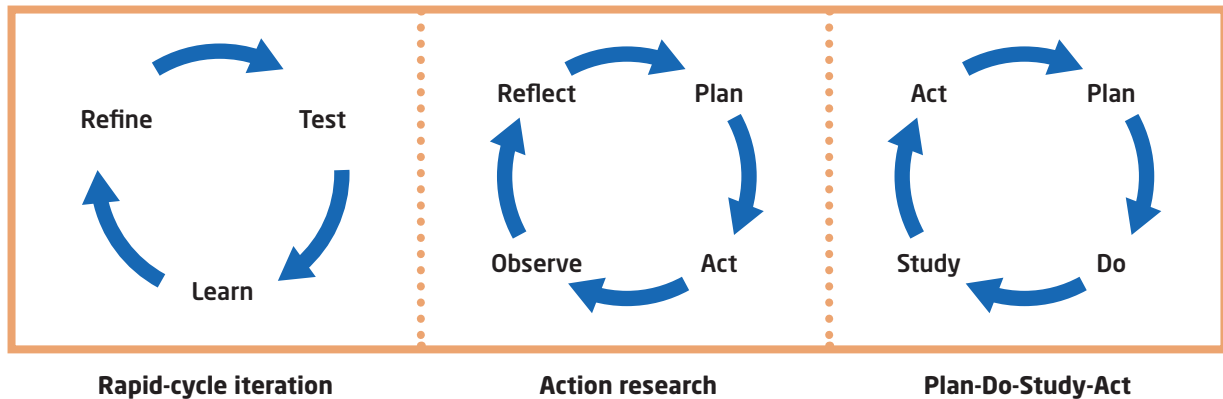 Refine
Test
Learn
Reflect
Plan
Observe
Act
Act
Plan
Study
Do
Rapid-cycle iteration
Action research
Plan-Do-Study-Act